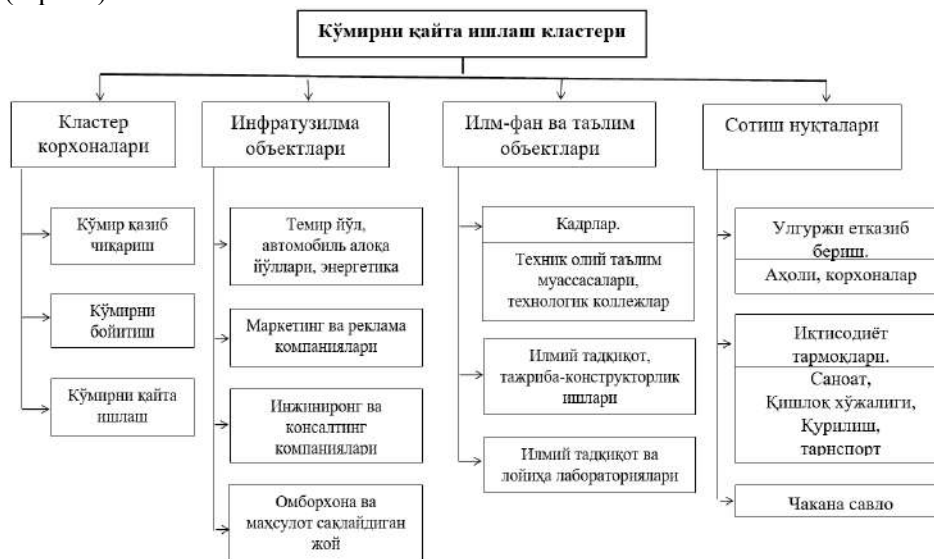 Кўмирни қайта ишлаш кластери
Кластер
корхоналари
Кўмир қазиб
чиқариш
Кўмирни
бойитиш
Кўмирни қайта
ишлаш
Инфратузилма
объектлари
Темир йўл,
автомобиль алоқа
йўллари, энергетика
Маркетинг ва реклама
компаниялари
Инжиниронг ва
консалтинг
компаниялари
Омборхона ва
маҳсулот сақлайдиган
жой
Илм-фан ва таълим
объектлари
Кадрлар.
Техник олий таълим
муассасалари,
технологик коллежлар
Илмий тадқиқот,
тажриба-конструкторлик
ишлари
Илмий тадқиқот ва
лойиҳа лабораториялари
Сотиш нуқталари
Улгуржи етказиб
бериш.
Аҳоли, корхоналар
Иқтисодиёт
тармоқлари.
Саноат,
Қишлоқ хўжалиги,
Қурилиш,
тарнспорт
Чакана савло